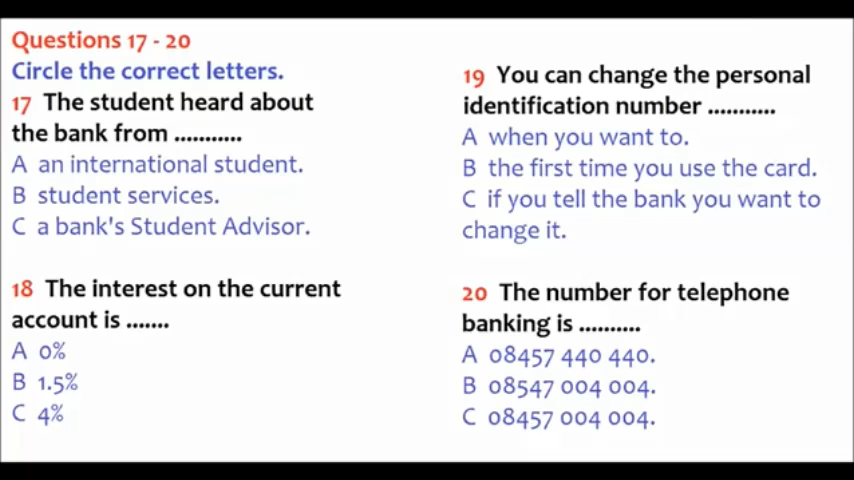 Questions 17 - 20
Circle the correct letters.
17 The student heard about
the bank from ...........
A an international student.
B student services.
C a bank's Student Advisor.
18 The interest on the current
account is .......
A 0%
B 1.5%
C 4%
19 You can change the personal
identification number ...........
A when you want to.
B the first time you use the card.
C if you tell the bank you want to
change it.
20 The number for telephone
banking is ..........
A 08457 440 440.
B 08547 004 004.
C 08457 004 004.